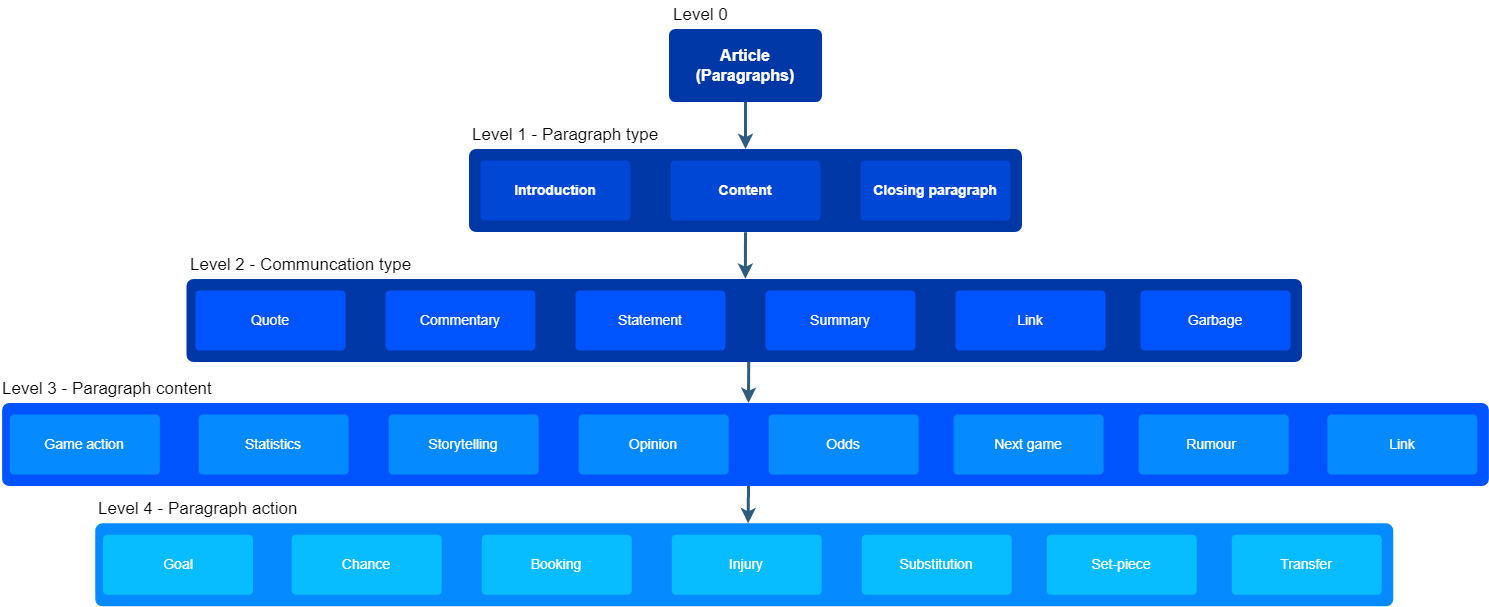 Level 0
Article
(Paragraphs)
Level 1 - Paragraph type
Introduction
Content
Closing paragraph
Level 2 - Communcation type
Quote
Commentary
Statement
Summary
Link
Garbage
Level 3 - Paragraph content
Game action
Statistics
Storytelling
Opinion
Odds
Next game
Rumour
Link
Level 4 - Paragraph action
Goal
Chance
Booking
Injury
Substitution
Set-piece
Transfer